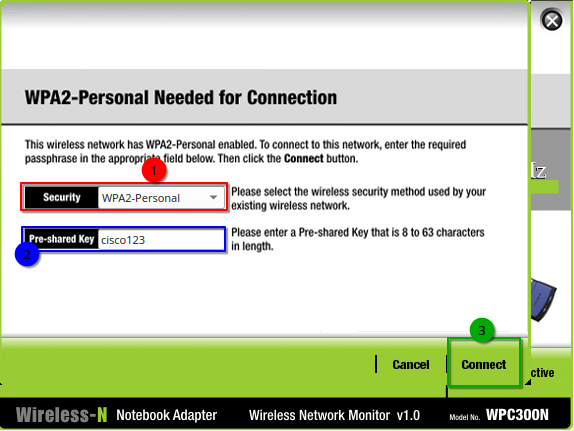 WPA2-Personal Needed for Connection
This wireless network has WPA2-Personal enabled. To connect to this network, enter the required
passphrase in the appropriate field below. Then click the Connect button.
1
Security WPA2-Personal Please select the wireless security method used by your
existing wireless network.
Pre-shared Key cisco123 Please enter a Pre-shared Key that is 8 to 63 characters
in length.
2
3
Cancel Connect
ctive
Wireless-N Notebook Adapter Wireless Network Monitor v1.0 Model No. WPC300N